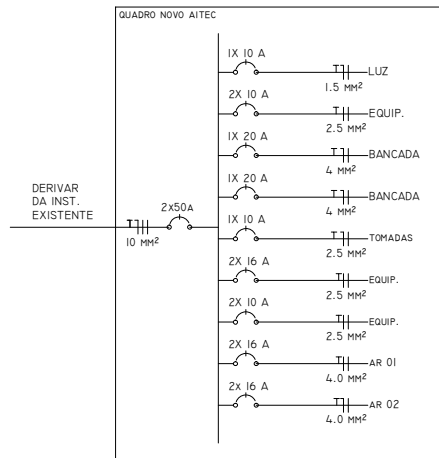 QUADRO NOVO AITEC
1X 10 A
LUZ
1.5 MM²
2X 10 A
EQUIP.
2.5 MM²
1X 20 A
BANCADA
4 MM²
1X 20 A
BANCADA
4 MM²
DERIVAR
DA INST.
EXISTENTE
10 MM²
2X50A
1X 10 A
TOMADAS
2.5 MM²
2X 16 A
EQUIP.
2.5 MM²
2X 10 A
EQUIP.
2.5 MM²
2X 16 A
AR 01
4.0 MM²
2X 16 A
AR 02
4.0 MM²